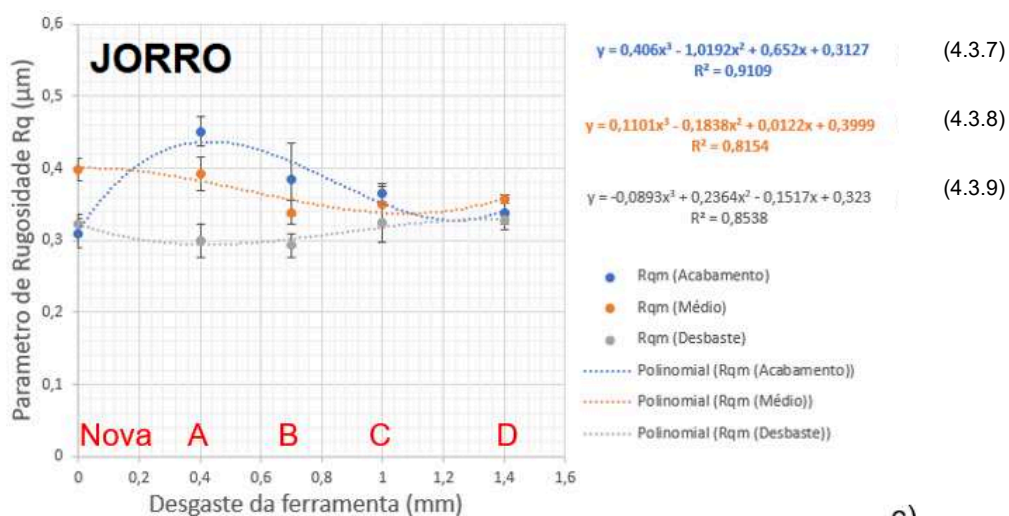 JORRO
Parametro de Rugosidade Rq (µm)
0,6
0,5
0,4
0,3
0,2
0,1
0
Nova A B C D
0 0,2 0,4 0,6 0,8 1 1,2 1,4 1,6
Desgaste da ferramenta (mm)
y = 0,406x³ - 1,0192x² + 0,652x + 0,3127 (4.3.7)
R² = 0,9109
y = 0,1101x³ - 0,1838x² + 0,0122x + 0,3999 (4.3.8)
R² = 0,8154
y = -0,0893x³ + 0,2364x² - 0,1517x + 0,323 (4.3.9)
R² = 0,8538
Rqm (Acabamento)
Rqm (Médio)
Rqm (Desbaste)
Polinomial (Rqm (Acabamento))
Polinomial (Rqm (Médio))
Polinomial (Rqm (Desbaste))